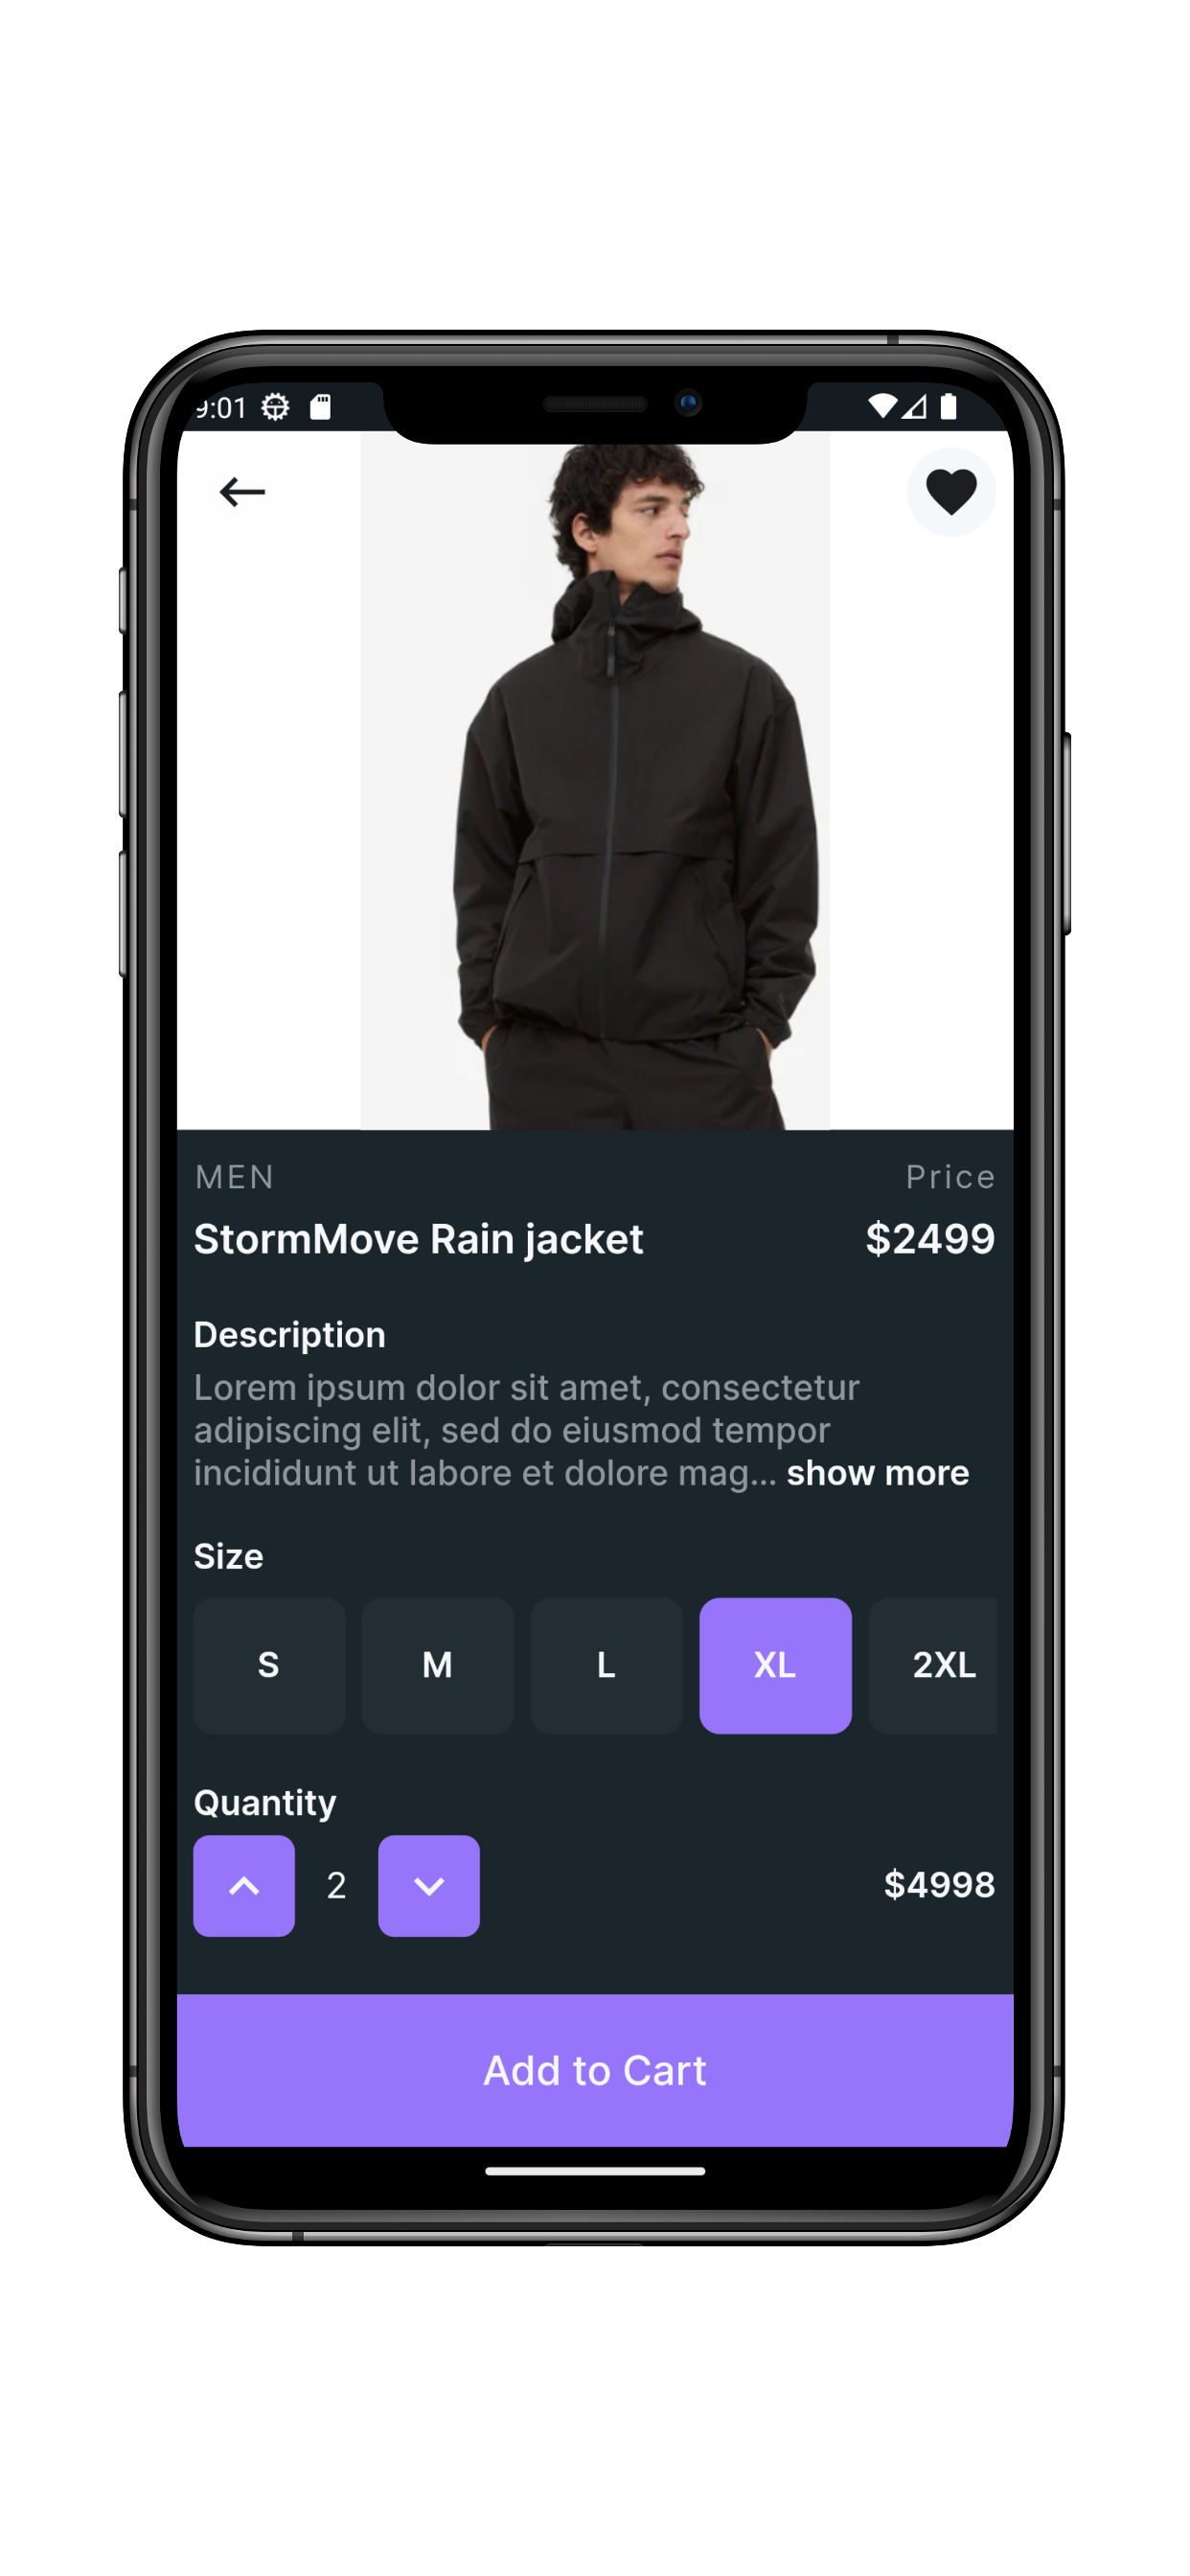 9:01
MEN Price
StormMove Rain jacket $2499
Description
Lorem ipsum dolor sit amet, consectetur
adipiscing elit, sed do eiusmod tempor
incididunt ut labore et dolore mag... show more
Size
S M L XL 2XL
Quantity
2 $4998
Add to Cart